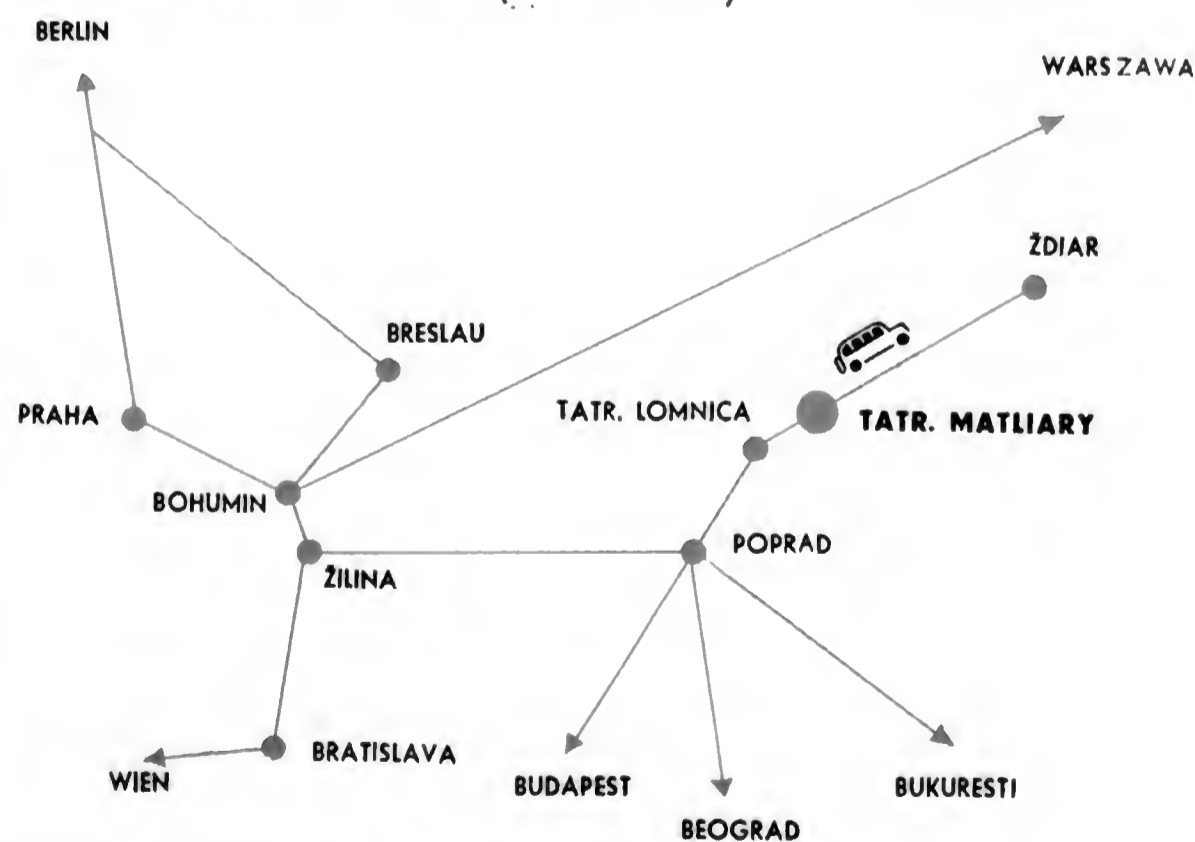 BERLIN
WARSZAWA
ŽDIAR
BRESLAU
TATR. LOMNICA
PRAHA
TATR. MATLIARY
BOHUMIN
POPRAD
ŽILINA
BRATISLAVA
WIEN
BUDAPEST
BUKURESTI
BEOGRAD